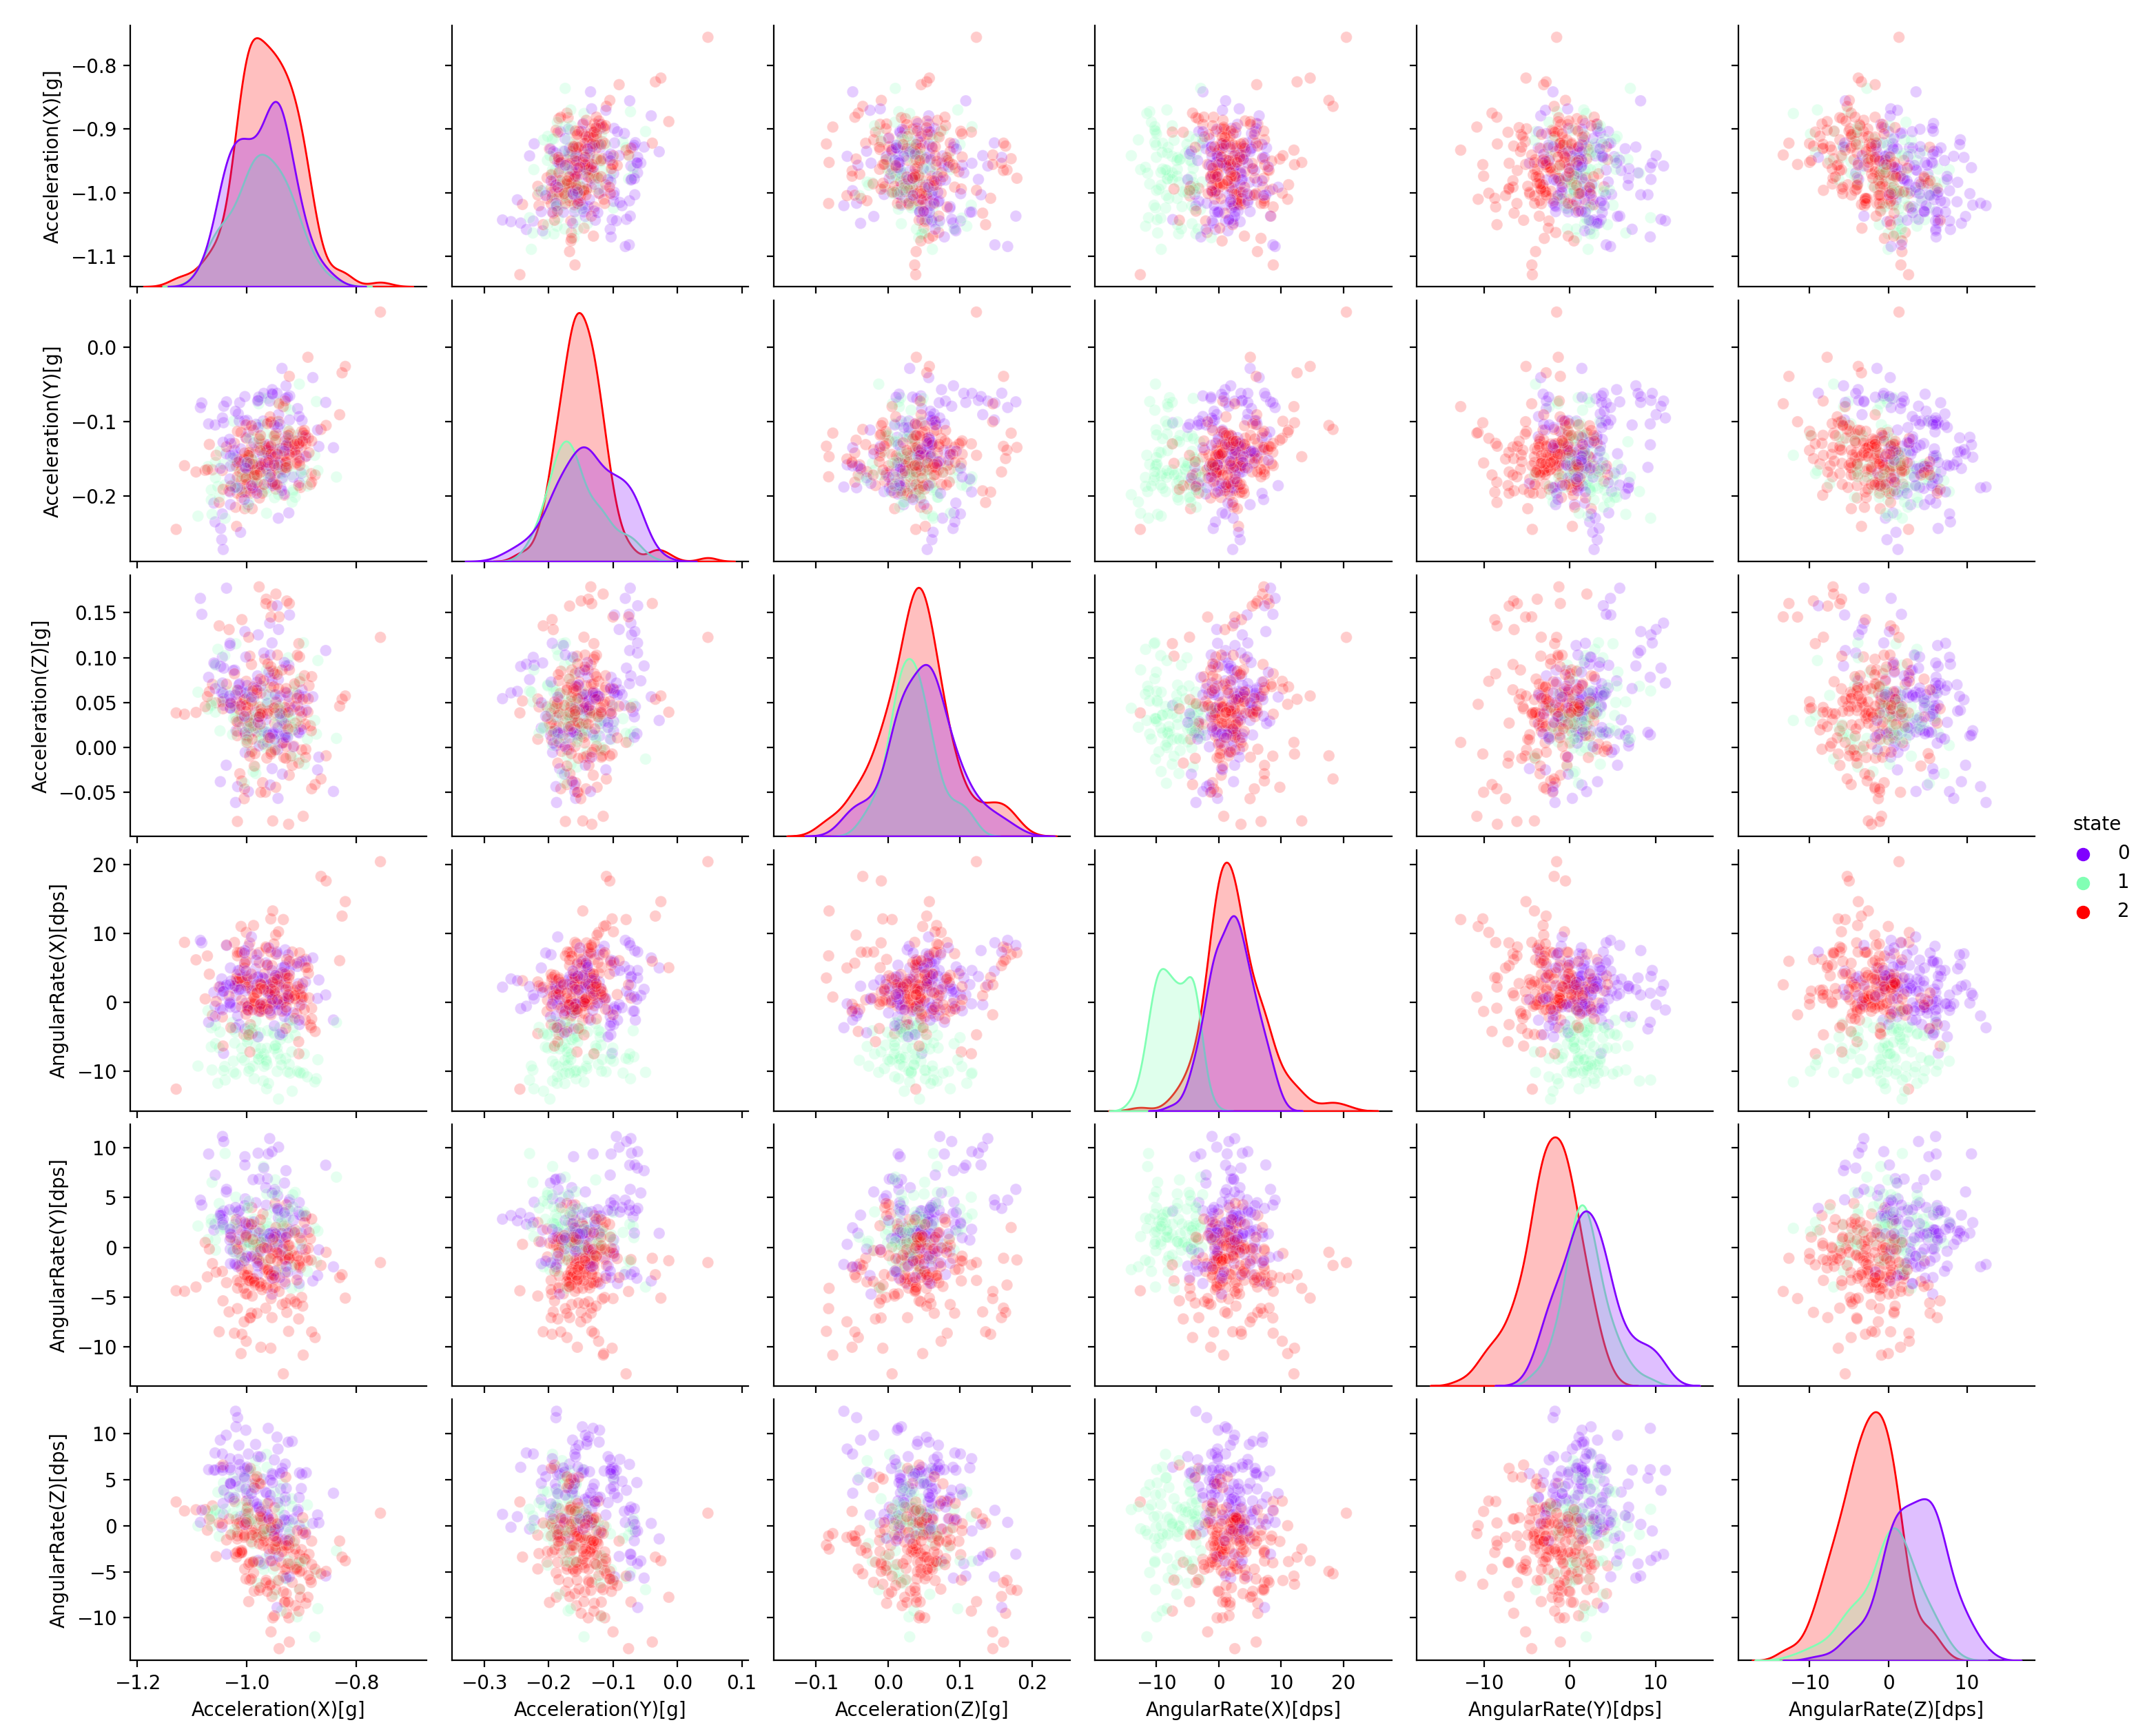 Acceleration(X)[g]
−0.8
−0.9
−1.0
−1.1
Acceleration(Y)[g]
0.0
−0.1
−0.2
Acceleration(Z)[g]
0.15
0.10
0.05
0.00
−0.05
AngularRate(X)[dps]
20
10
0
−10
AngularRate(Y)[dps]
10
5
0
−5
−10
AngularRate(Z)[dps]
10
5
0
−5
−10
−1.2 −1.0 −0.8
Acceleration(X)[g]
−0.3 −0.2 −0.1 0.0 0.1
Acceleration(Y)[g]
−0.1 0.0 0.1 0.2
Acceleration(Z)[g]
−10 0 10 20
AngularRate(X)[dps]
−10 0 10
AngularRate(Y)[dps]
−10 0 10
AngularRate(Z)[dps]
state
0
1
2